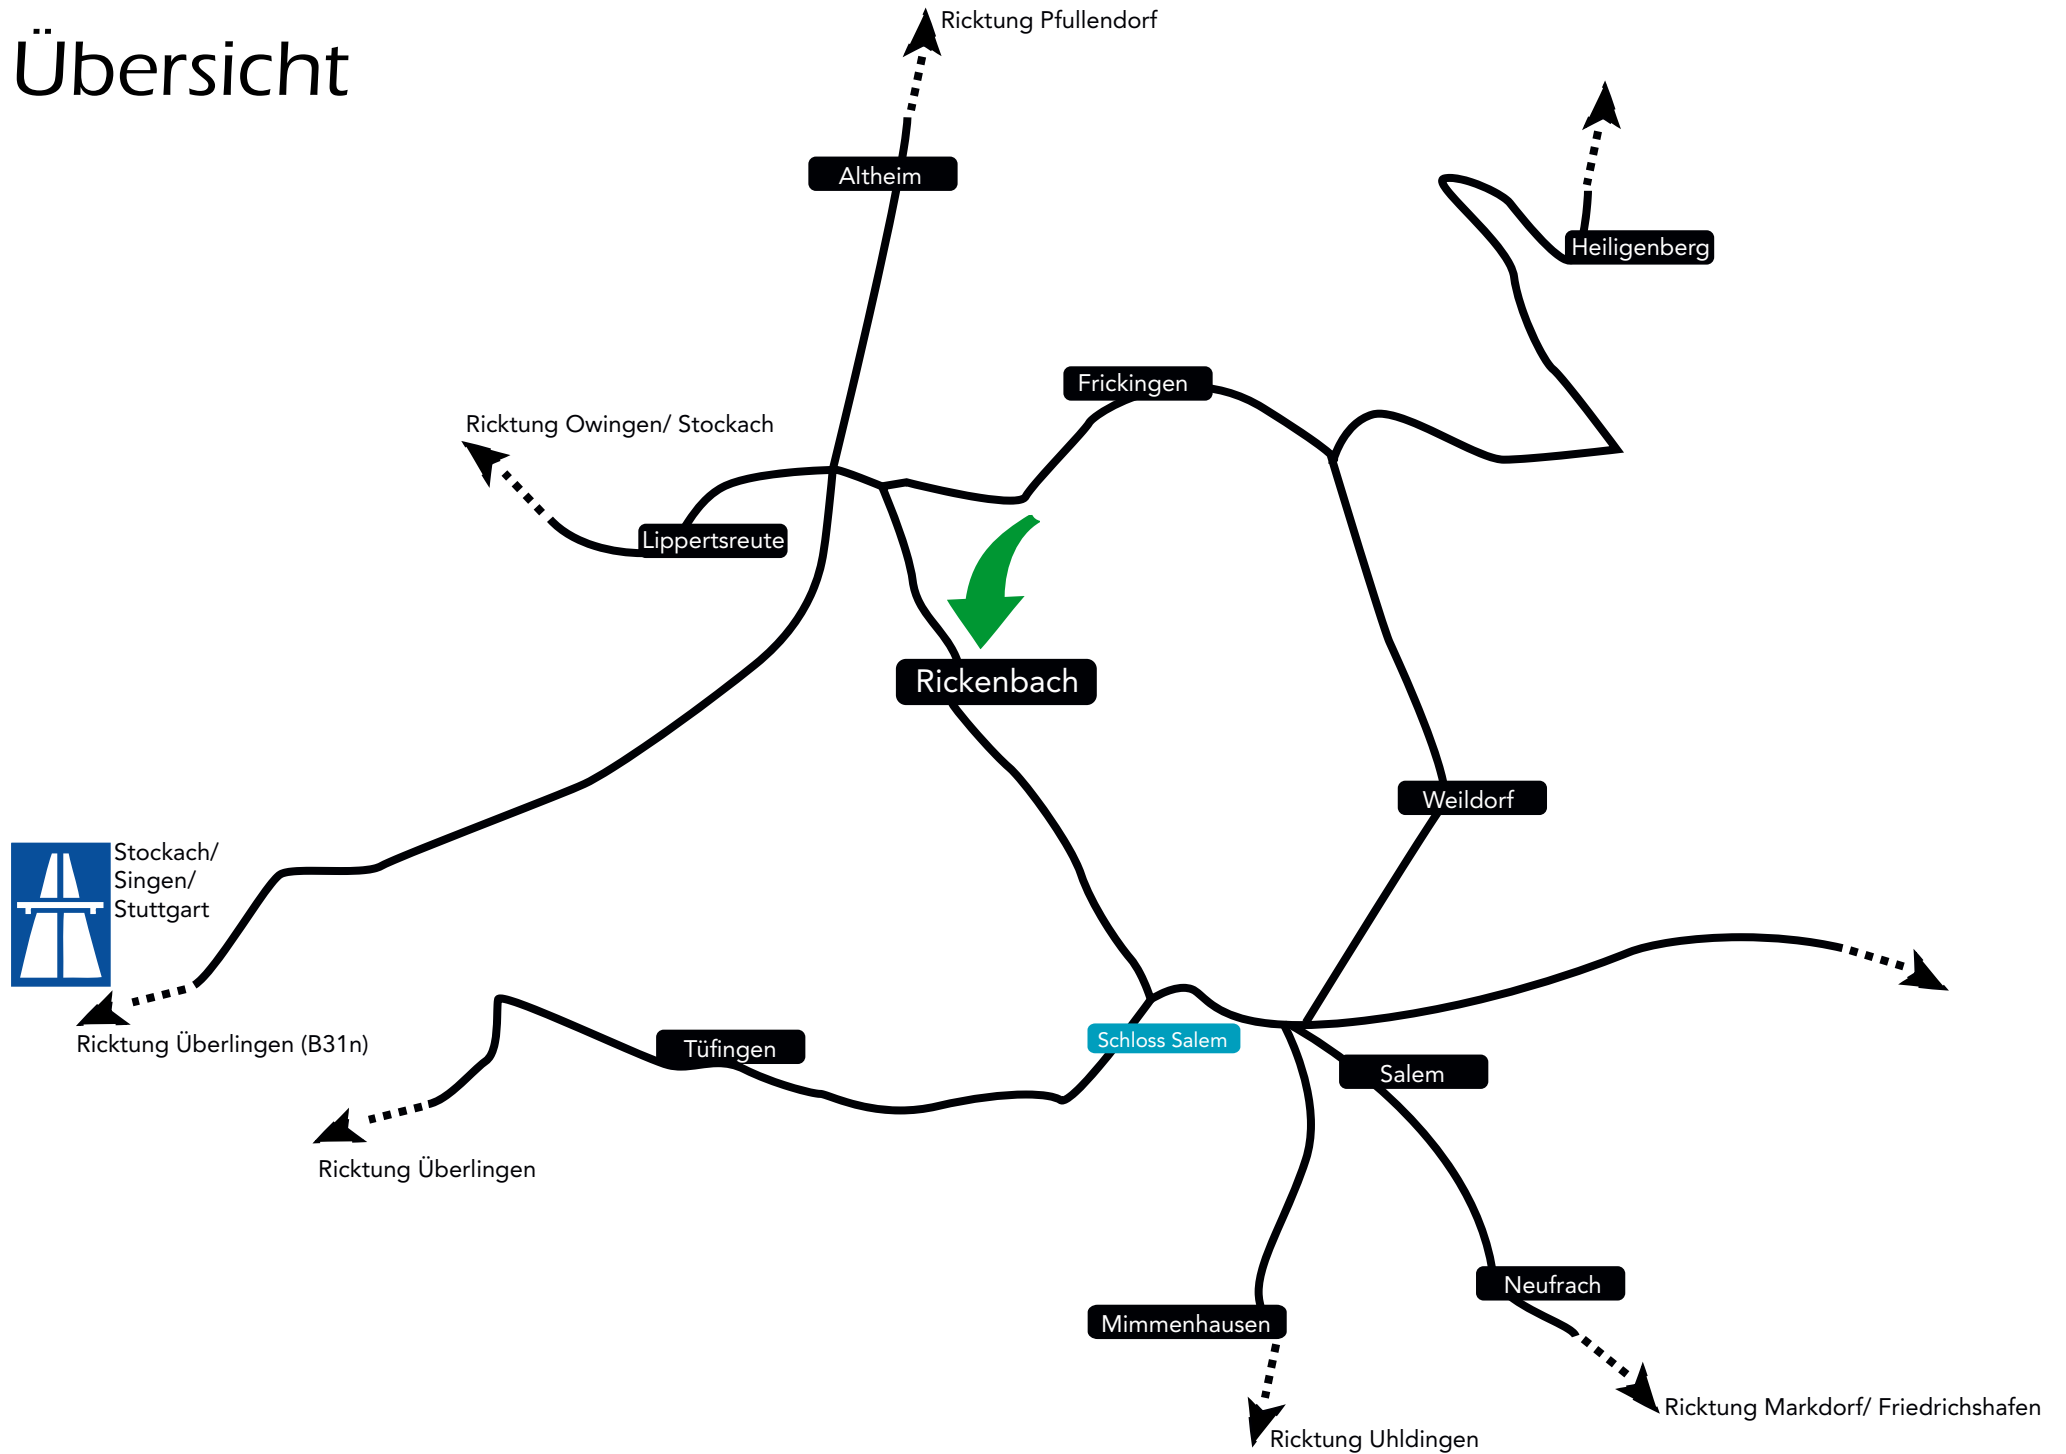 Übersicht
Ricktung Pfullendorf
Altheim
Heiligenberg
Frickingen
Ricktung Owingen/ Stockach
Lippertsreute
Rickenbach
Weildorf
Stockach/
Singen/
Stuttgart
Ricktung Überlingen (B31n)
Tüfingen
Schloss Salem
Salem
Ricktung Überlingen
Neufrach
Mimmenhausen
Ricktung Markdorf/ Friedrichshafen
Ricktung Uhldingen